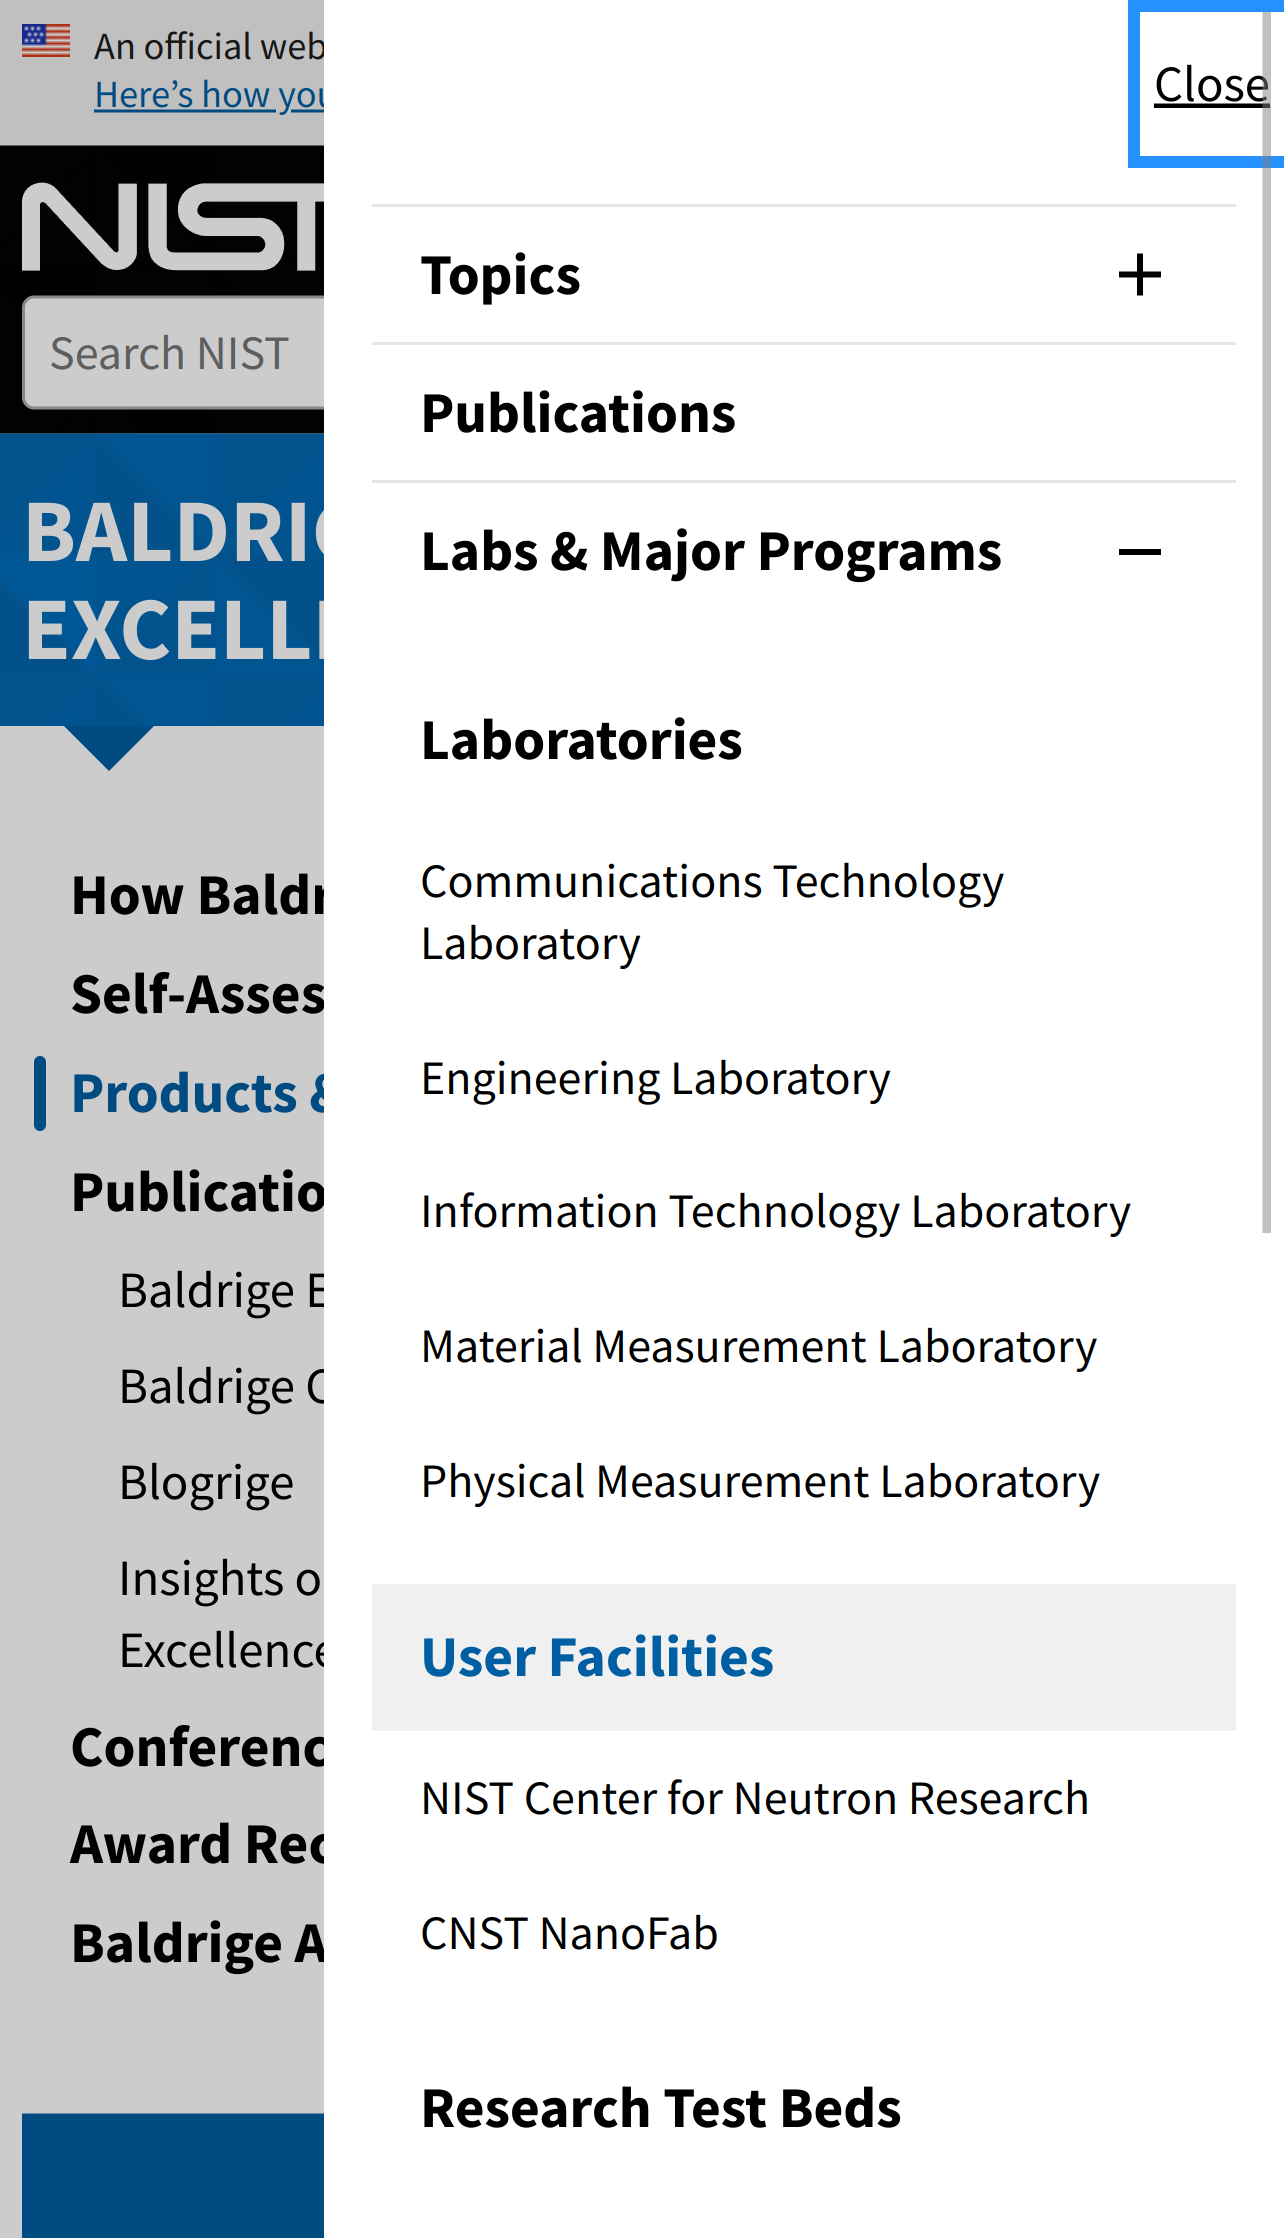 An official web
Here's how you
NIST
Search NIST
BALDRIG
EXCELLE
How Baldr
Self-Asses
Products &
Publicatio
Baldrige E
Baldrige C
Blogrige
Insights o
Excellence
Conferenc
Award Rec
Baldrige A
Close
Topics
Publications
Labs & Major Programs
Laboratories
Communications Technology
Laboratory
Engineering Laboratory
Information Technology Laboratory
Material Measurement Laboratory
Physical Measurement Laboratory
User Facilities
NIST Center for Neutron Research
CNST NanoFab
Research Test Beds